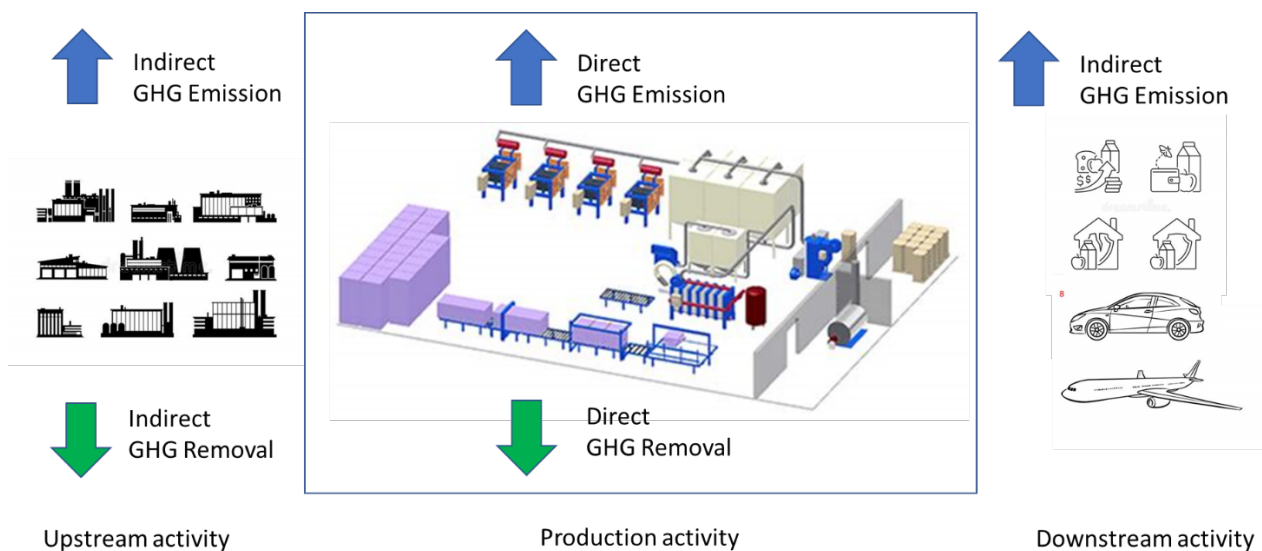 Indirect
GHG Emission
Direct
GHG Emission
Indirect
GHG Emission
$$
8
Indirect
GHG Removal
Direct
GHG Removal
Upstream activity
Production activity
Downstream activity